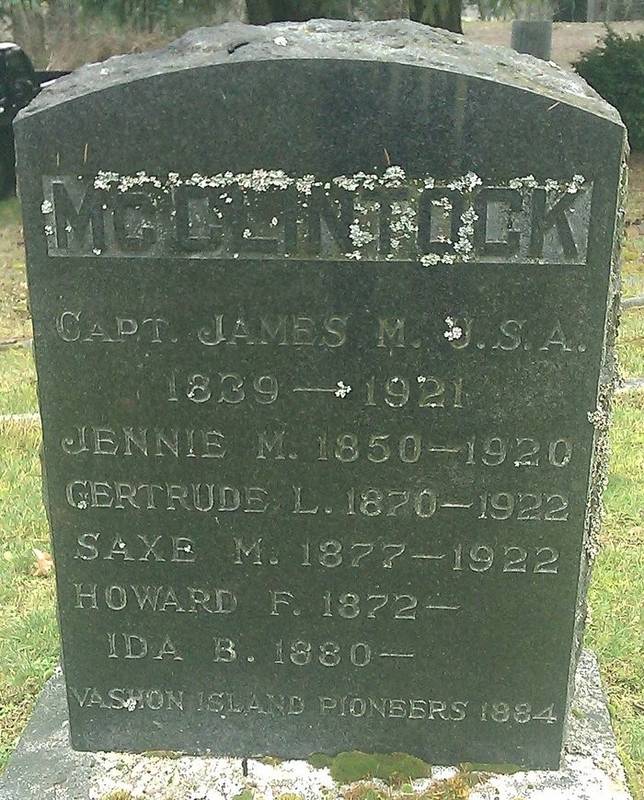 McCLINTOCK
CAPT. JAMES M. U.S.A.
1839 — 1921
JENNIE M. 1850 — 1920
GERTRUDE L. 1870 — 1922
SAXE M. 1877 — 1922
HOWARD F. 1872 —
IDA B. 1880 —
VASHON ISLAND PIONEERS 1884